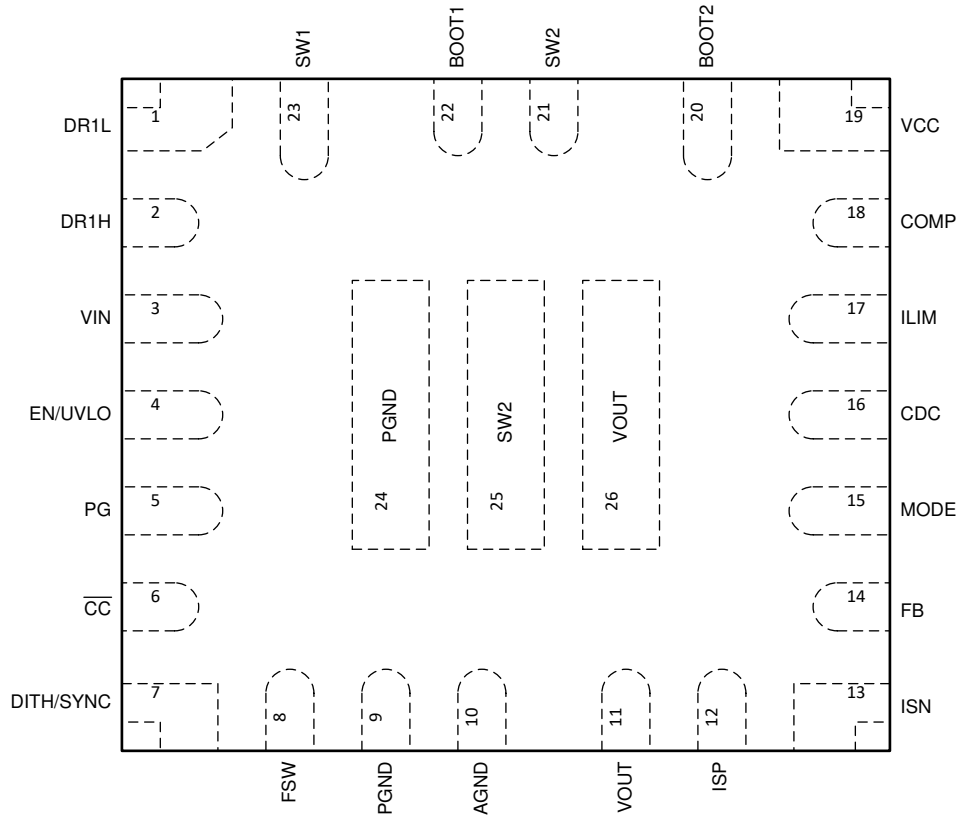 SW1
BOOT1
SW2
BOOT2
23
22
21
20
DR1L
1
19
VCC
DR1H
2
18
COMP
VIN
3
17
ILIM
EN/UVLO
4
16
CDC
PGND
SW2
VOUT
24
25
26
PG
5
15
MODE
CC
6
14
FB
DITH/SYNC
7
13
ISN
8
9
10
11
12
FSW
PGND
AGND
VOUT
ISP